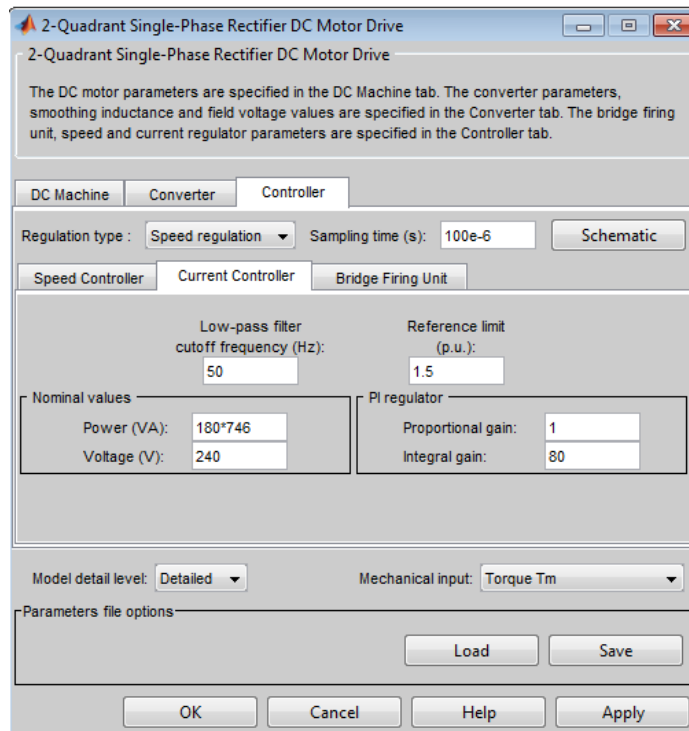 2-Quadrant Single-Phase Rectifier DC Motor Drive
2-Quadrant Single-Phase Rectifier DC Motor Drive
The DC motor parameters are specified in the DC Machine tab. The converter parameters,
smoothing inductance and field voltage values are specified in the Converter tab. The bridge firing
unit, speed and current regulator parameters are specified in the Controller tab.
DC Machine Converter Controller
Regulation type : Speed regulation Sampling time (s): 100e-6 Schematic
Speed Controller Current Controller Bridge Firing Unit
Low-pass filter
cutoff frequency (Hz):
50
Reference limit
(p.u.):
1.5
Nominal values
Power (VA): 180*746
Voltage (V): 240
PI regulator
Proportional gain: 1
Integral gain: 80
Model detail level: Detailed Mechanical input: Torque Tm
Parameters file options
Load Save
OK Cancel Help Apply